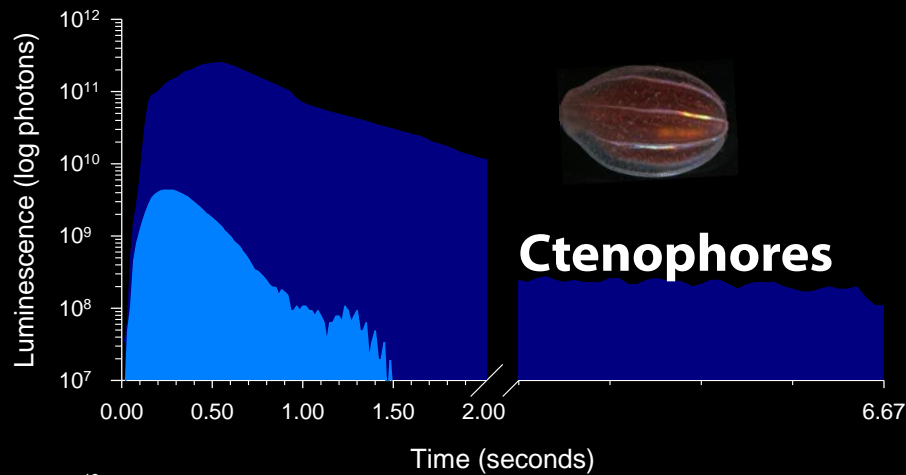 Luminescence (log photons)
10¹²
10¹¹
10¹⁰
10⁹
10⁸
10⁷
Ctenophores
0.00 0.50 1.00 1.50 2.00 6.67
Time (seconds)